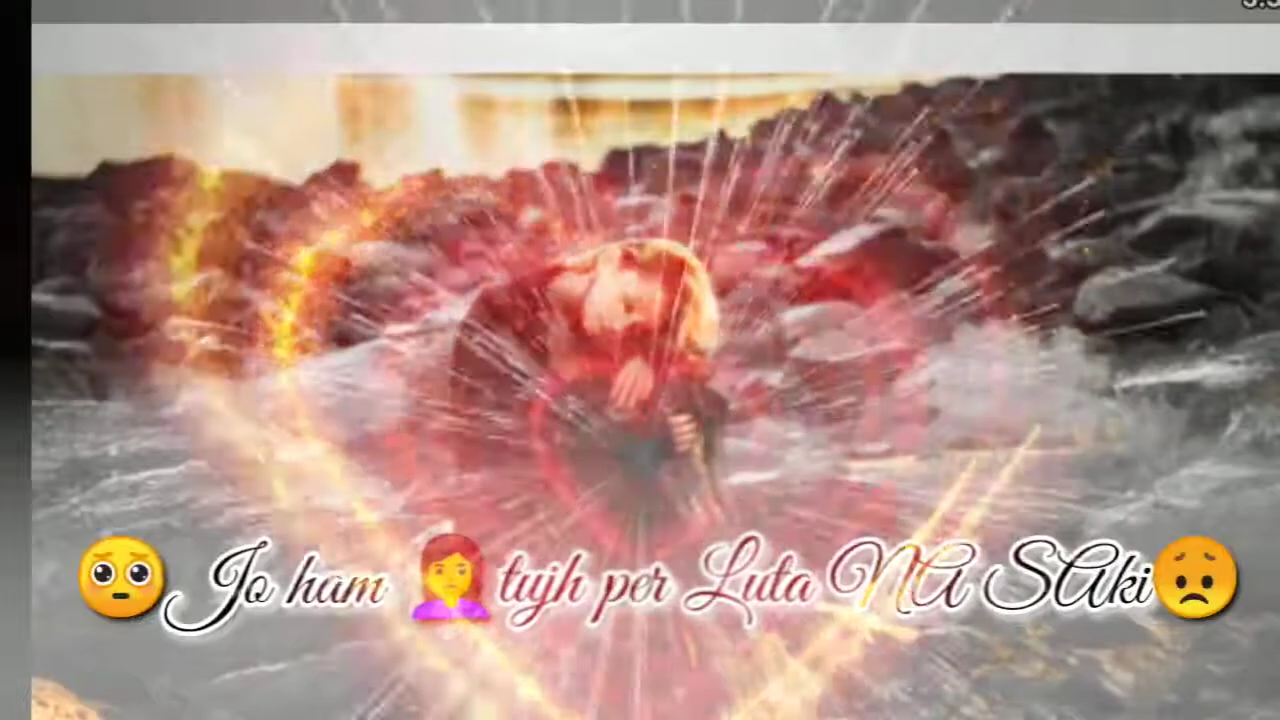 🥺Jo ham 🙎‍♀️tujh per Luta NA SAki😟